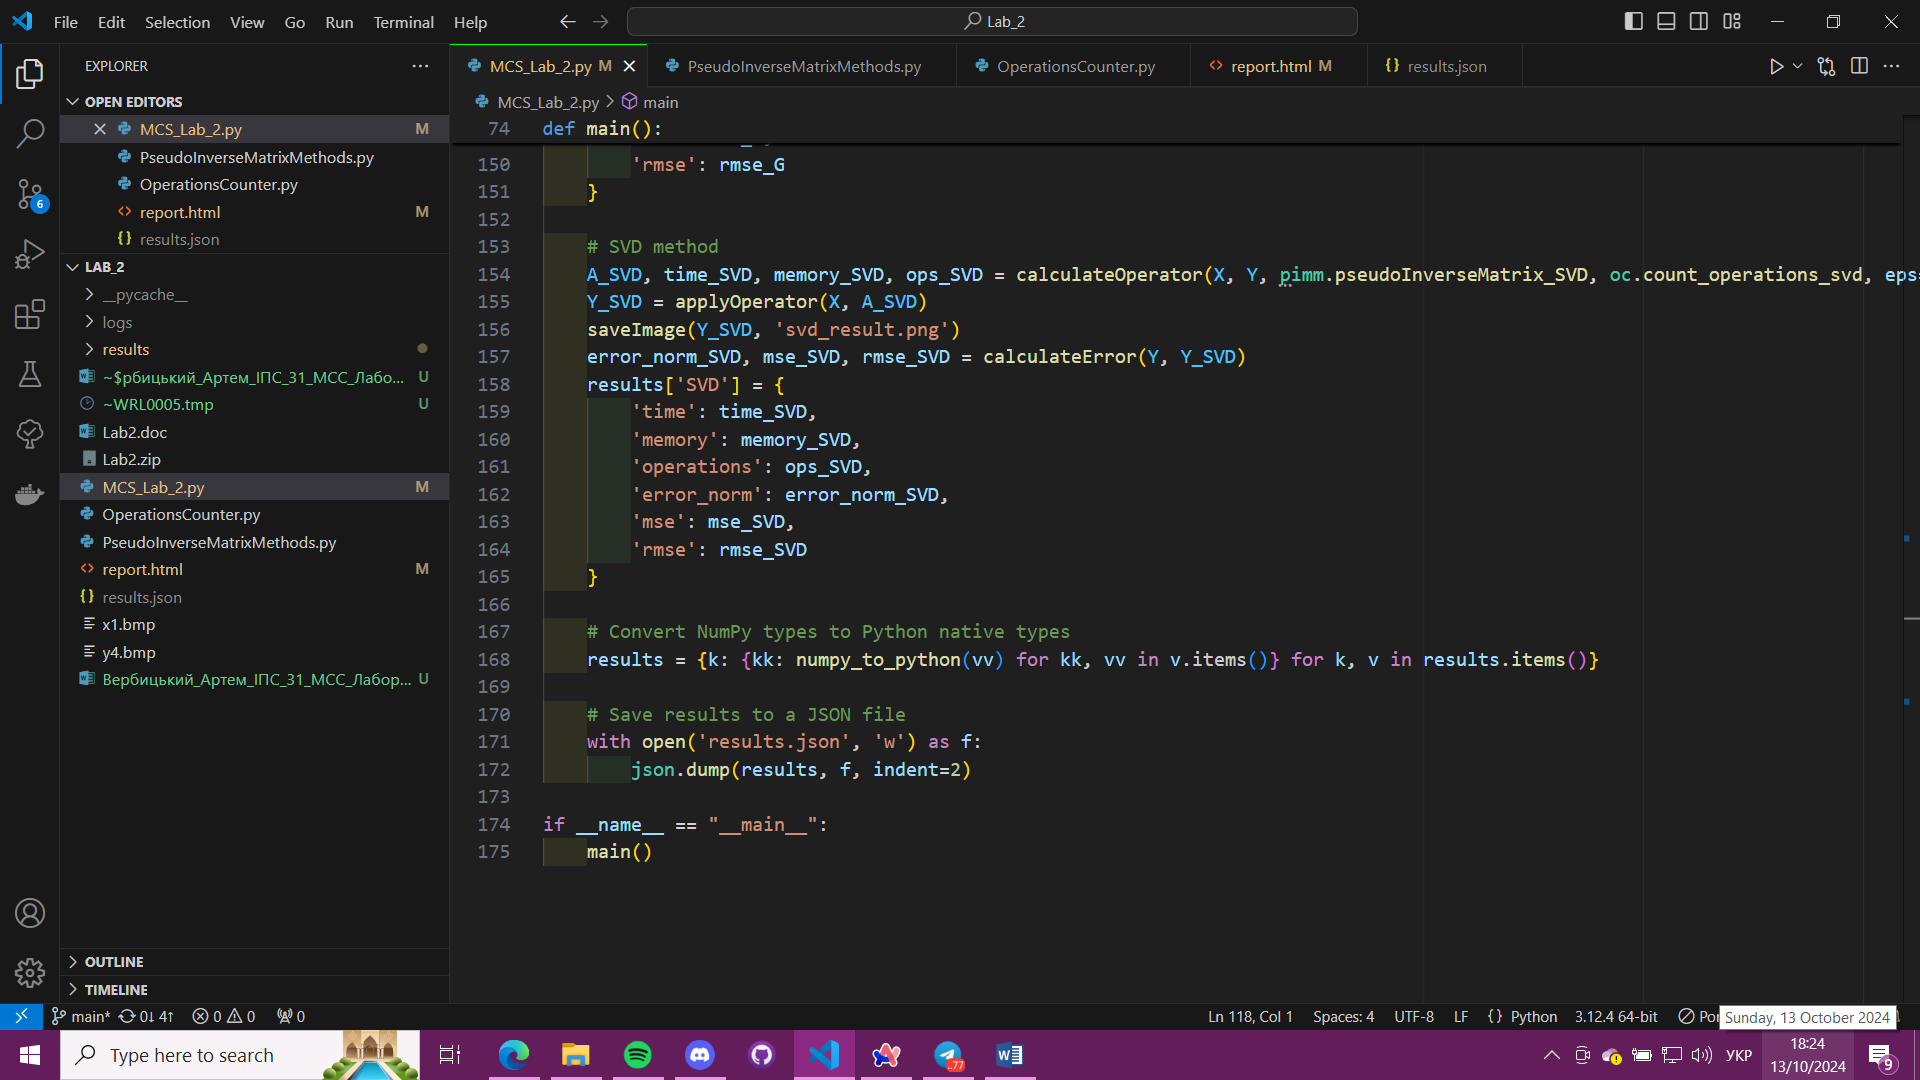 File Edit Selection View Go Run Terminal Help
Lab_2
EXPLORER
OPEN EDITORS
MCS_Lab_2.py M
PseudoInverseMatrixMethods.py
OperationsCounter.py
report.html M
results.json
LAB_2
__pycache__
logs
results
~$рбицький_Артем_ІПС_31_МСС_Лабо... U
~WRL0005.tmp U
Lab2.doc
Lab2.zip
MCS_Lab_2.py M
OperationsCounter.py
PseudoInverseMatrixMethods.py
report.html M
results.json
x1.bmp
y4.bmp
Вербицький_Артем_ІПС_31_МСС_Лабор... U
OUTLINE
TIMELINE
6
MCS_Lab_2.py M PseudoInverseMatrixMethods.py OperationsCounter.py report.html M results.json
MCS_Lab_2.py > main
74 def main():
150 'rmse': rmse_G
151 }
152
153 # SVD method
154 A_SVD, time_SVD, memory_SVD, ops_SVD = calculateOperator(X, Y, pimm.pseudoInverseMatrix_SVD, oc.count_operations_svd, eps
155 Y_SVD = applyOperator(X, A_SVD)
156 saveImage(Y_SVD, 'svd_result.png')
157 error_norm_SVD, mse_SVD, rmse_SVD = calculateError(Y, Y_SVD)
158 results['SVD'] = {
159 'time': time_SVD,
160 'memory': memory_SVD,
161 'operations': ops_SVD,
162 'error_norm': error_norm_SVD,
163 'mse': mse_SVD,
164 'rmse': rmse_SVD
165 }
166
167 # Convert NumPy types to Python native types
168 results = {k: {kk: numpy_to_python(vv) for kk, vv in v.items()} for k, v in results.items()}
169
170 # Save results to a JSON file
171 with open('results.json', 'w') as f:
172 json.dump(results, f, indent=2)
173
174 if __name__ == "__main__":
175 main()
main* 0↓ 4↑ 0 0 0
Ln 118, Col 1 Spaces: 4 UTF-8 LF {} Python 3.12.4 64-bit Por
Sunday, 13 October 2024
Type here to search
..77
УКР
18:24
13/10/2024
9